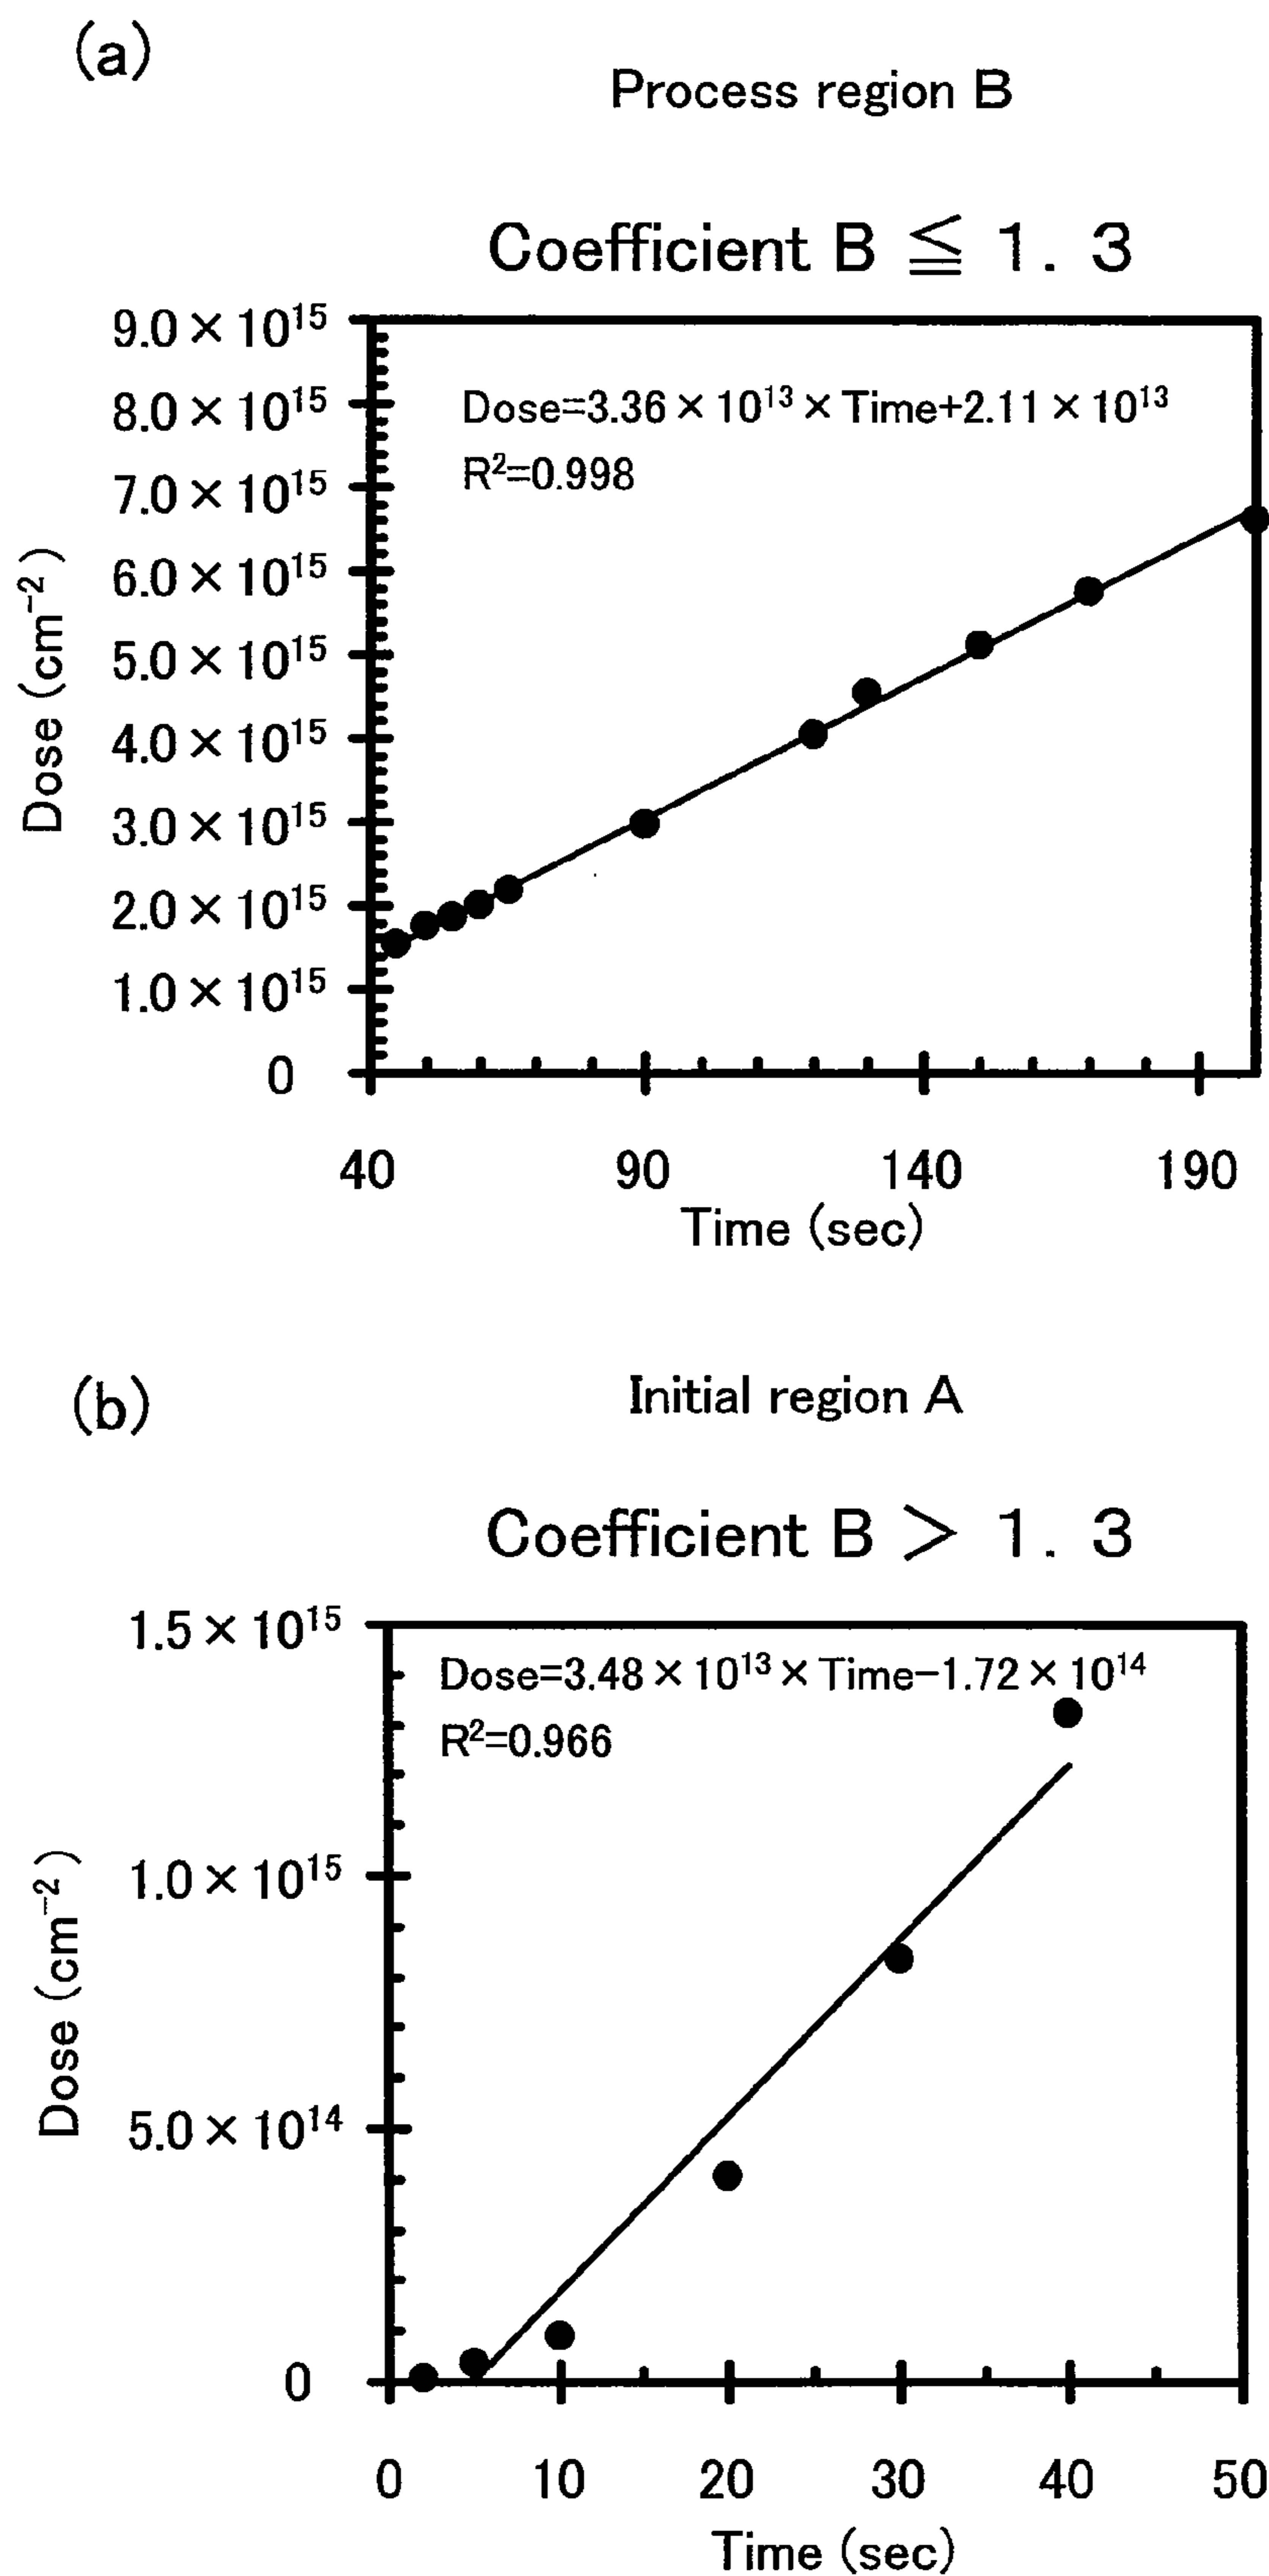 (a)
Process region B
Coefficient B ≦ 1. 3
9.0 × 10¹⁵
8.0 × 10¹⁵
7.0 × 10¹⁵
6.0 × 10¹⁵
5.0 × 10¹⁵
4.0 × 10¹⁵
3.0 × 10¹⁵
2.0 × 10¹⁵
1.0 × 10¹⁵
0
Dose (cm⁻²)
Dose=3.36 × 10¹³ × Time+2.11 × 10¹³
R²=0.998
40 90 140 190
Time (sec)
(b)
Initial region A
Coefficient B > 1. 3
1.5 × 10¹⁵
1.0 × 10¹⁵
5.0 × 10¹⁴
0
Dose (cm⁻²)
Dose=3.48 × 10¹³ × Time−1.72 × 10¹⁴
R²=0.966
0 10 20 30 40 50
Time (sec)